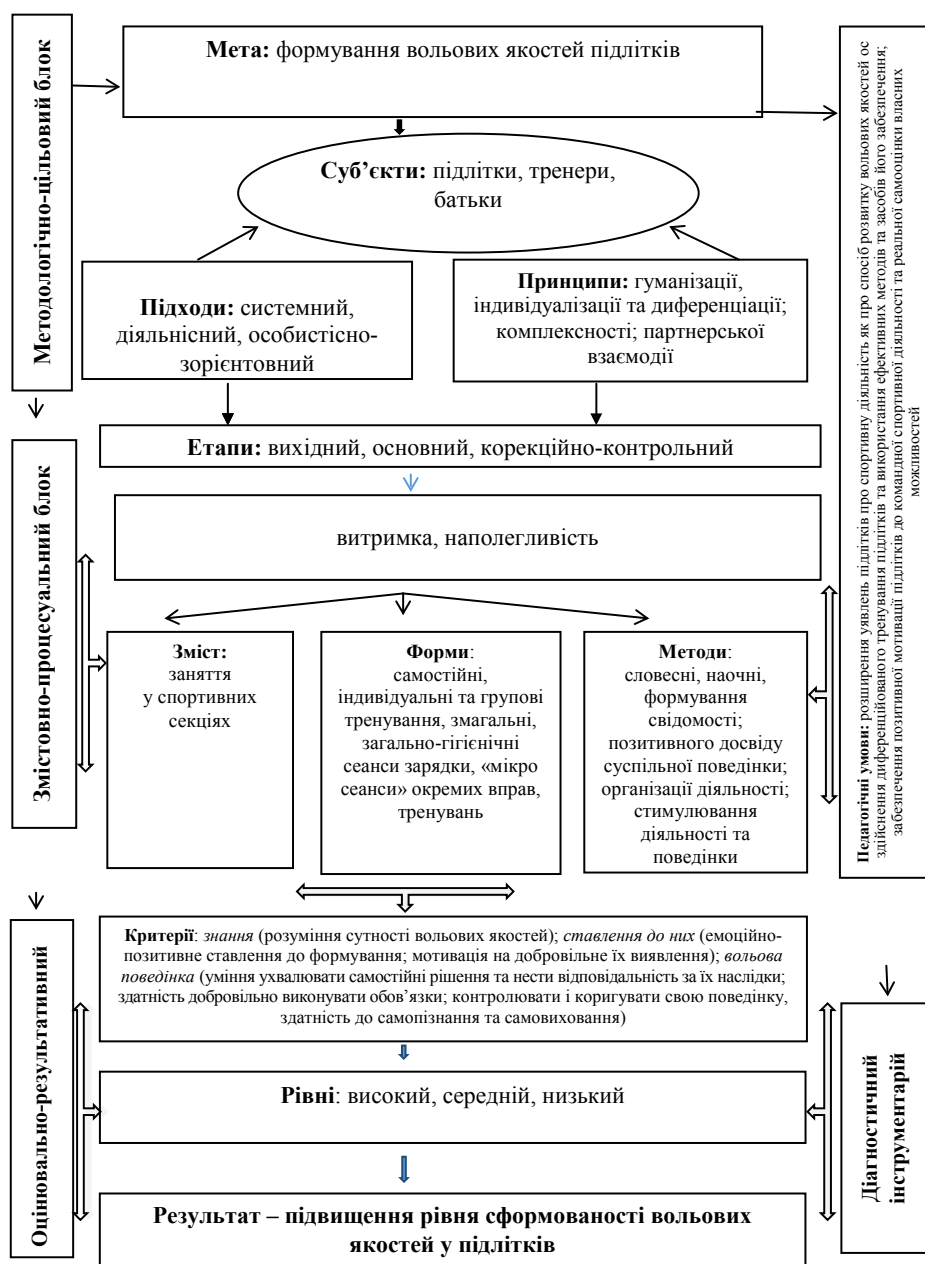 Методологічно-цільовий блок
Мета: формування вольових якостей підлітків
Суб’єкти: підлітки, тренери,
батьки
Підходи: системний,
діяльнісний, особистісно-
зорієнтовний
Принципи: гуманізації,
індивідуалізації та диференціації;
комплексності; партнерської
взаємодії
Змістовно-процесуальний блок
Етапи: вихідний, основний, корекційно-контрольний
витримка, наполегливість
Зміст:
заняття
у спортивних
секціях
Форми:
самостійні,
індивідуальні та групові
тренування, змагальні,
загально-гігієнічні
сеанси зарядки, «мікро
сеанси» окремих вправ,
тренувань
Методи:
словесні, наочні,
формування
свідомості;
позитивного досвіду
суспільної поведінки;
організації діяльності;
стимулювання
діяльності та
поведінки
Педагогічні умови: розширення уявлень підлітків про спортивну діяльність як про спосіб розвитку вольових якостей ос
здійснення диференційованого тренування підлітків та використання ефективних методів та засобів його забезпечення;
забезпечення позитивної мотивації підлітків до командної спортивної діяльності та реальної самооцінки власних
можливостей
Оцінювально-результативний
Критерії: знання (розуміння сутності вольових якостей); ставлення до них (емоційно-
позитивне ставлення до формування; мотивація на добровільне їх виявлення); вольова
поведінка (уміння ухвалювати самостійні рішення та нести відповідальність за їх наслідки;
здатність добровільно виконувати обов’язки; контролювати і коригувати свою поведінку,
здатність до самопізнання та самовиховання)
Рівні: високий, середній, низький
Результат – підвищення рівня сформованості вольових
якостей у підлітків
Діагностичний
інструментарій